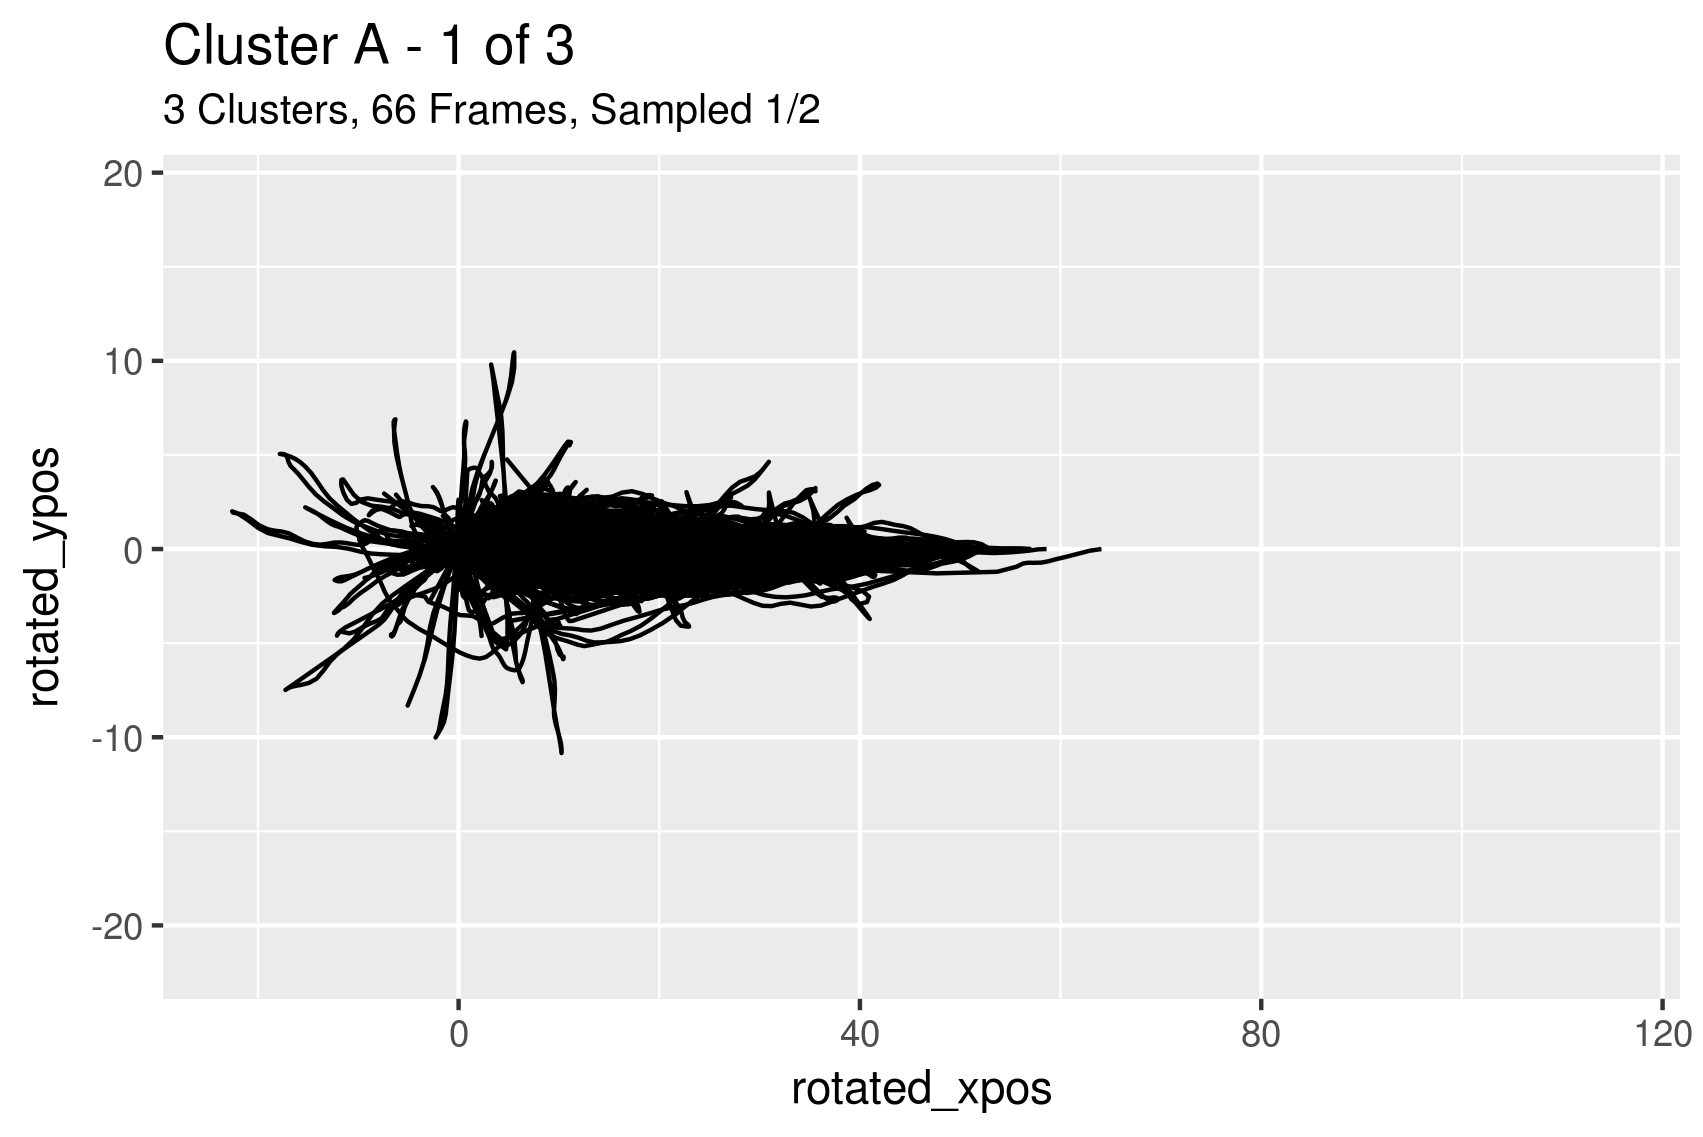 Cluster A - 1 of 3
3 Clusters, 66 Frames, Sampled 1/2
20
10
0
-10
-20
rotated_ypos
0 40 80 120
rotated_xpos